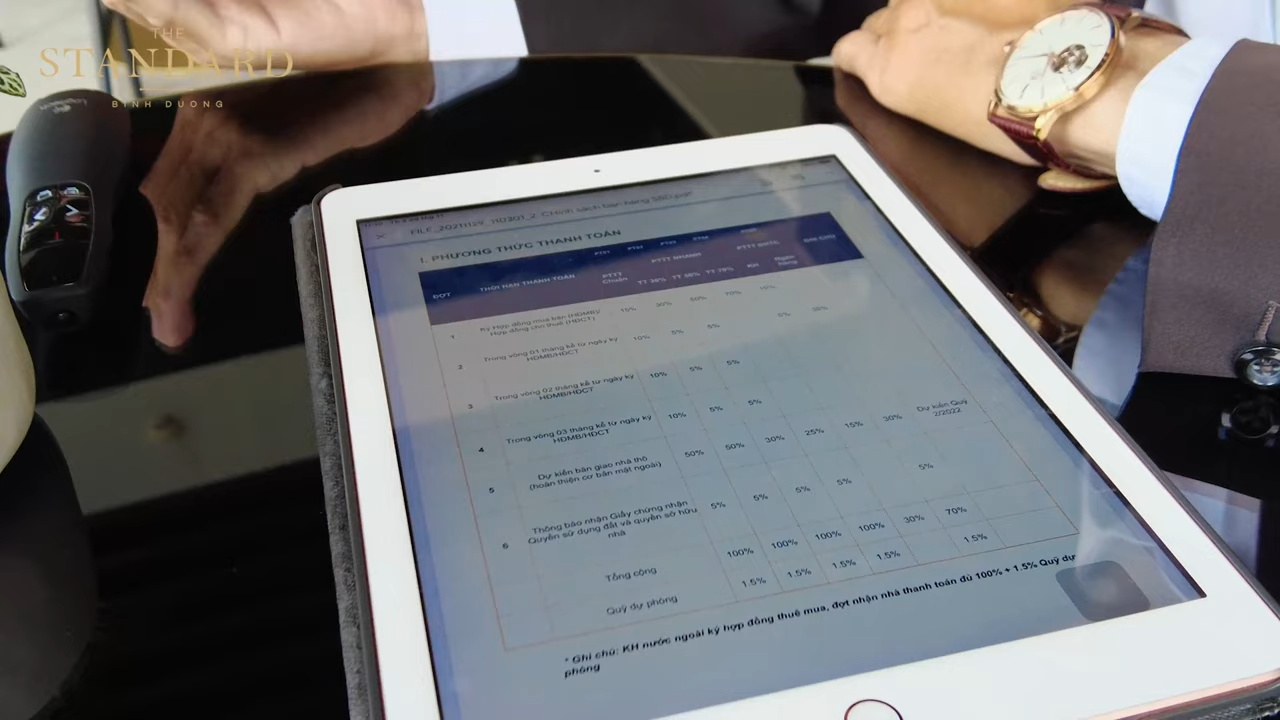 THE
STANDARD
BINH DUONG
I. PHƯƠNG THỨC THANH TOÁN
ĐỢT THỜI HẠN THANH TOÁN PTTT Chuẩn PTTT NHANH
1 Ký Hợp đồng mua bán (HĐMB)/ 15% 30% 50% 70% 10%
Hợp đồng cho thuê (HĐCT)
2 Trong vòng 01 tháng kể từ ngày ký 10% 5% 5% 5%
HĐMB/HĐCT
3 Trong vòng 02 tháng kể từ ngày ký 10% 5% 5%
HĐMB/HĐCT
4 Trong vòng 03 tháng kể từ ngày ký 10% 5% 5%
HĐMB/HĐCT
5 Dự kiến bàn giao nhà thô 50% 50% 30% 25% 15% 30% Dự kiến Quý
(hoàn thiện cơ bản mặt ngoài) 2/2022
6 Thông báo nhận Giấy chứng nhận 5% 5% 5% 5% 5%
Quyền sử dụng đất và quyền sở hữu
nhà
Tổng cộng 100% 100% 100% 100% 30% 70%
Quỹ dự phòng 1.5% 1.5% 1.5% 1.5% 1.5%
* Ghi chú: KH nước ngoài ký hợp đồng thuê mua, đợt nhận nhà thanh toán đủ 100% + 1.5% Quỹ dự
phòng